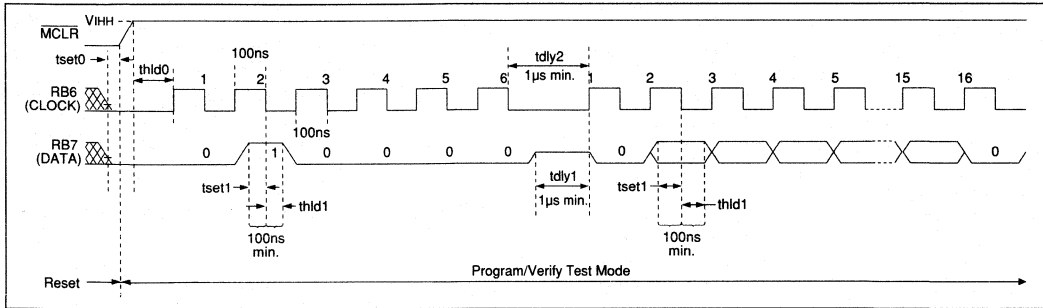 VIHH
MCLR
tset0
thld0
100ns
tdly2
1µs min.
1 2 3 4 5 6 1 2 3 4 5 15 16
RB6
(CLOCK)
100ns
RB7
(DATA)
0 1 0 0 0 0 0 0
tset1
thld1
100ns
min.
tdly1
1µs min.
tset1
thld1
100ns
min.
Reset
Program/Verify Test Mode